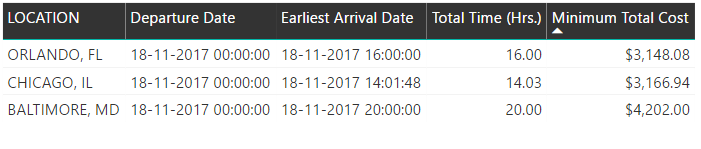 LOCATION Departure Date Earliest Arrival Date Total Time (Hrs.) Minimum Total Cost
ORLANDO, FL 18-11-2017 00:00:00 18-11-2017 16:00:00 16.00 $3,148.08
CHICAGO, IL 18-11-2017 00:00:00 18-11-2017 14:01:48 14.03 $3,166.94
BALTIMORE, MD 18-11-2017 00:00:00 18-11-2017 20:00:00 20.00 $4,202.00